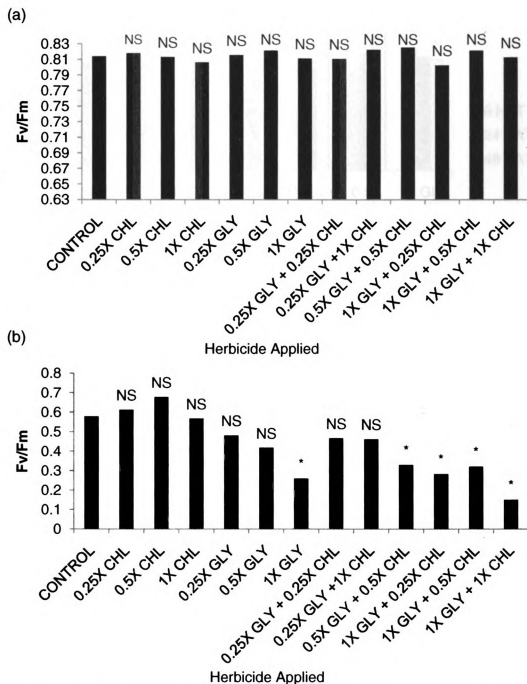 (a)
0.83
0.81
0.79
0.77
0.75
0.73
0.71
0.69
0.67
0.65
0.63
Fv/Fm
NS NS NS NS NS NS NS NS NS NS NS NS
CONTROL
0.25X CHL
0.5X CHL
1X CHL
0.25X GLY
0.5X GLY
1X GLY
0.25X GLY + 0.25X CHL
0.25X GLY +1X CHL
0.5X GLY + 0.5X CHL
1X GLY + 0.25X CHL
1X GLY + 0.5X CHL
1X GLY + 1X CHL
Herbicide Applied
(b)
0.8
0.7
0.6
0.5
0.4
0.3
0.2
0.1
0
Fv/Fm
NS NS NS NS NS * NS NS * * * *
CONTROL
0.25X CHL
0.5X CHL
1X CHL
0.25X GLY
0.5X GLY
1X GLY
0.25X GLY + 0.25X CHL
0.25X GLY +1X CHL
0.5X GLY + 0.5X CHL
1X GLY + 0.25X CHL
1X GLY + 0.5X CHL
1X GLY + 1X CHL
Herbicide Applied